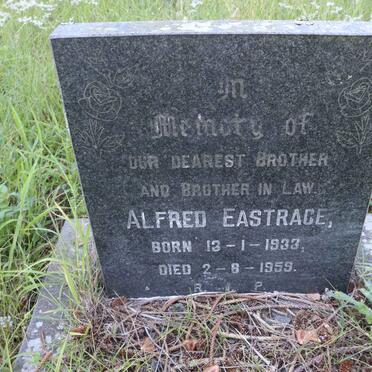 In
Memory of
OUR DEAREST BROTHER
AND BROTHER IN LAW
ALFRED EASTRACE,
BORN 13-1-1933,
DIED 2-8-1959.
R. I. P.